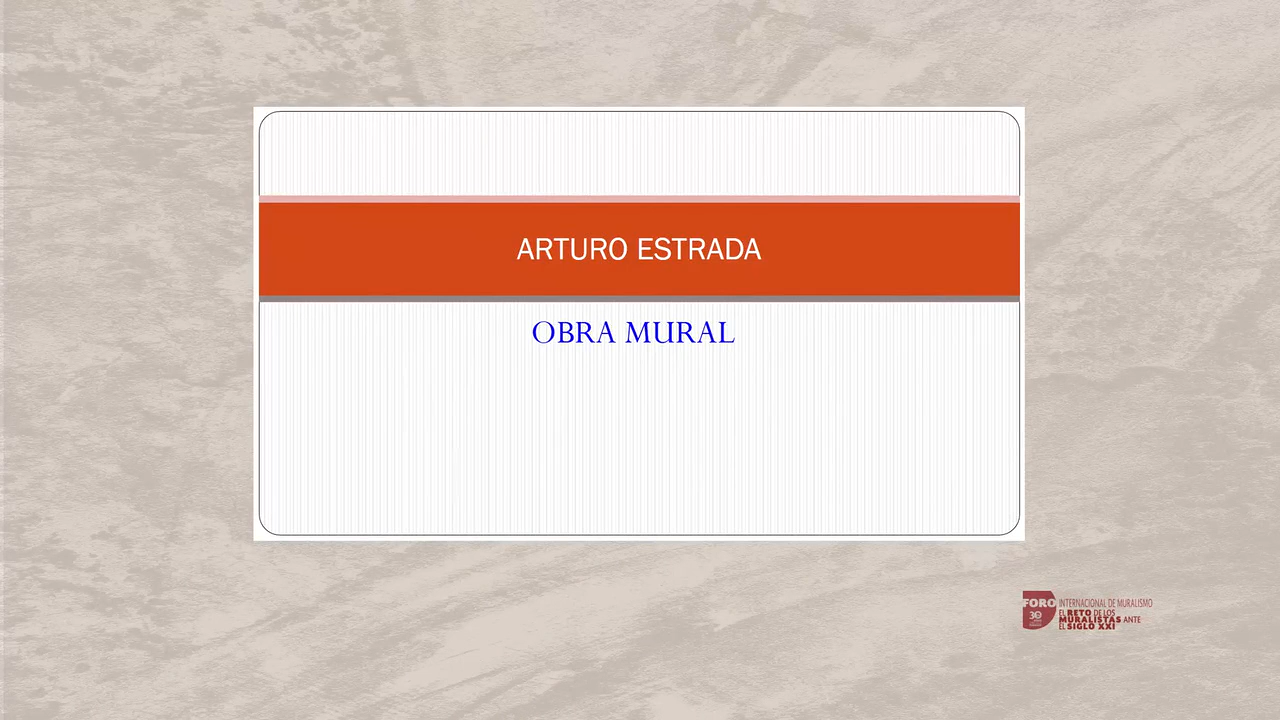 ARTURO ESTRADA
OBRA MURAL
FORO INTERNACIONAL DE MURALISMO
30
EL RETO DE LOS
MURALISTAS ANTE
EL SIGLO XXI